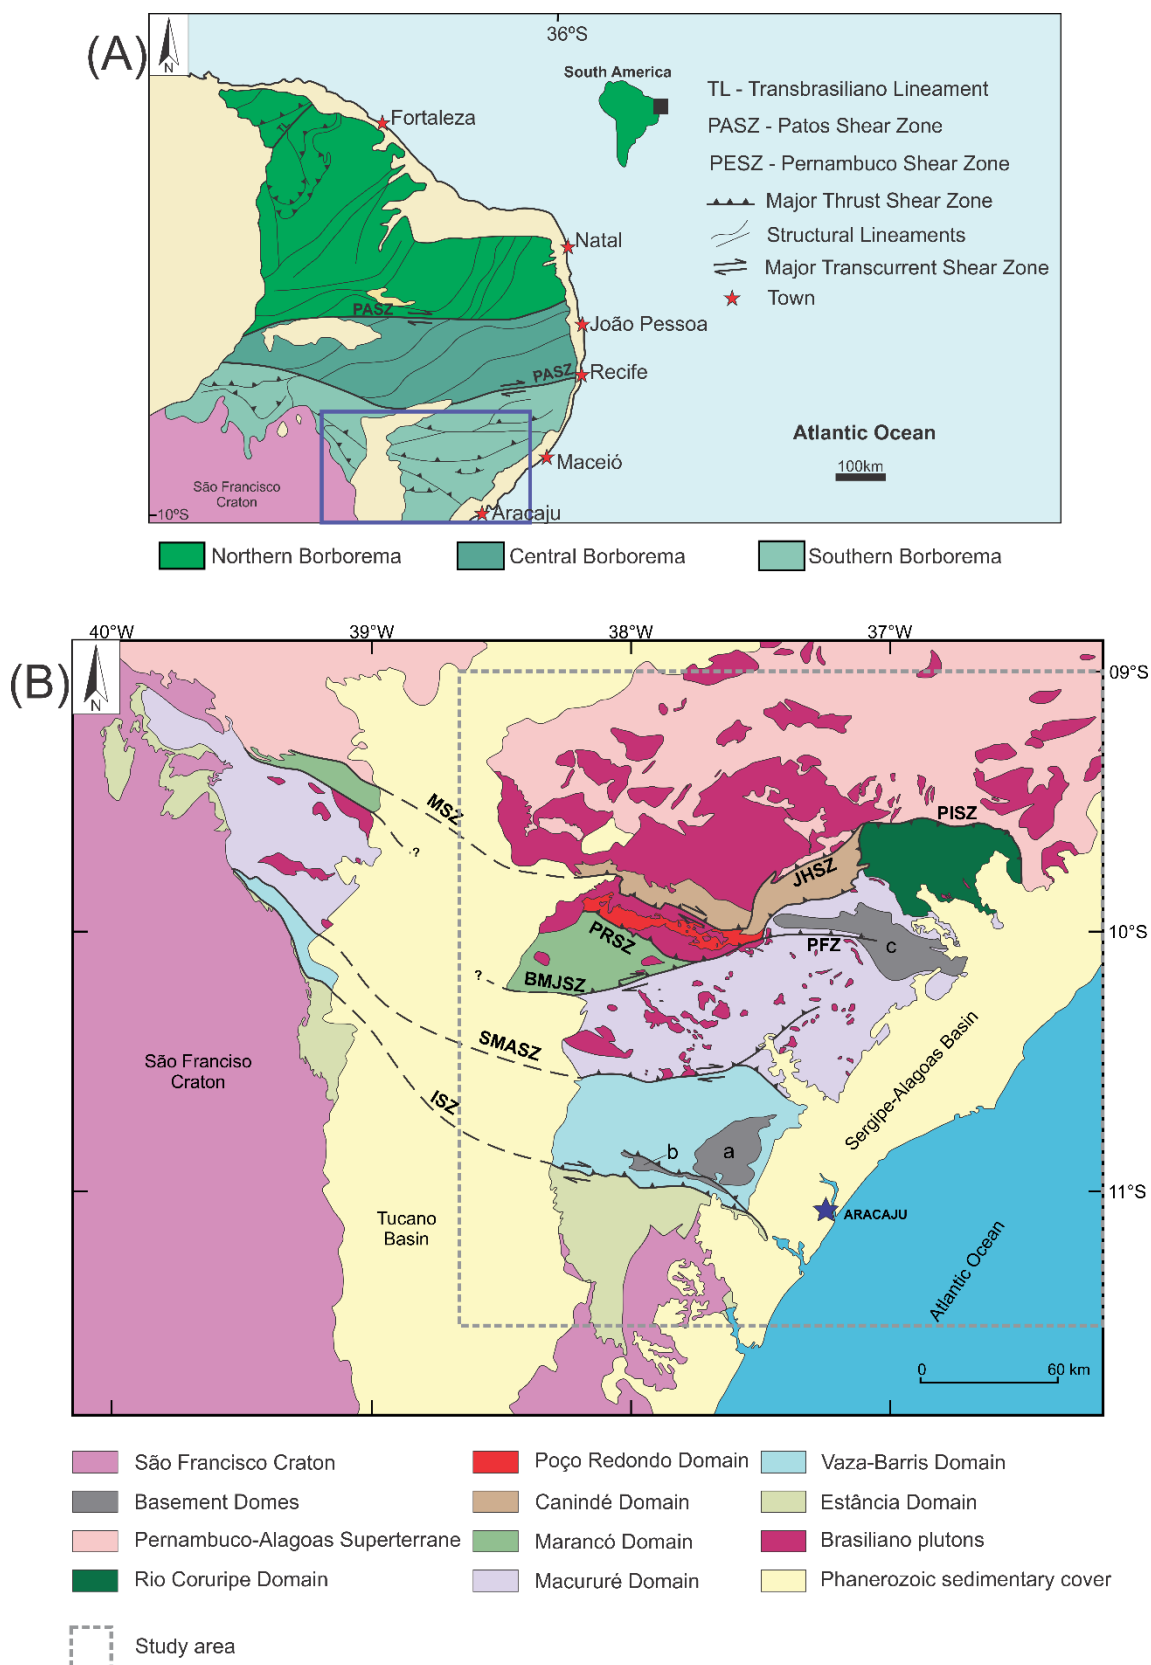 (A)
N
36ºS
South America
TL - Transbrasiliano Lineament
PASZ - Patos Shear Zone
PESZ - Pernambuco Shear Zone
Major Thrust Shear Zone
Structural Lineaments
Major Transcurrent Shear Zone
Town
TL
Fortaleza
Natal
PASZ
João Pessoa
PASZ
Recife
Atlantic Ocean
100km
Maceió
São Francisco
Craton
10ºS
Aracaju
Northern Borborema
Central Borborema
Southern Borborema
(B)
N
40°W
39°W
38°W
37°W
09°S
MSZ
PISZ
.?
JHSZ
PRSZ
PFZ
c
10°S
?
BMJSZ
SMASZ
São Franciso
Craton
ISZ
Sergipe-Alagoas Basin
b
a
11°S
Tucano
Basin
ARACAJU
Atlantic Ocean
0
60 km
São Francisco Craton
Poço Redondo Domain
Vaza-Barris Domain
Basement Domes
Canindé Domain
Estância Domain
Pernambuco-Alagoas Superterrane
Marancó Domain
Brasiliano plutons
Rio Coruripe Domain
Macururé Domain
Phanerozoic sedimentary cover
Study area